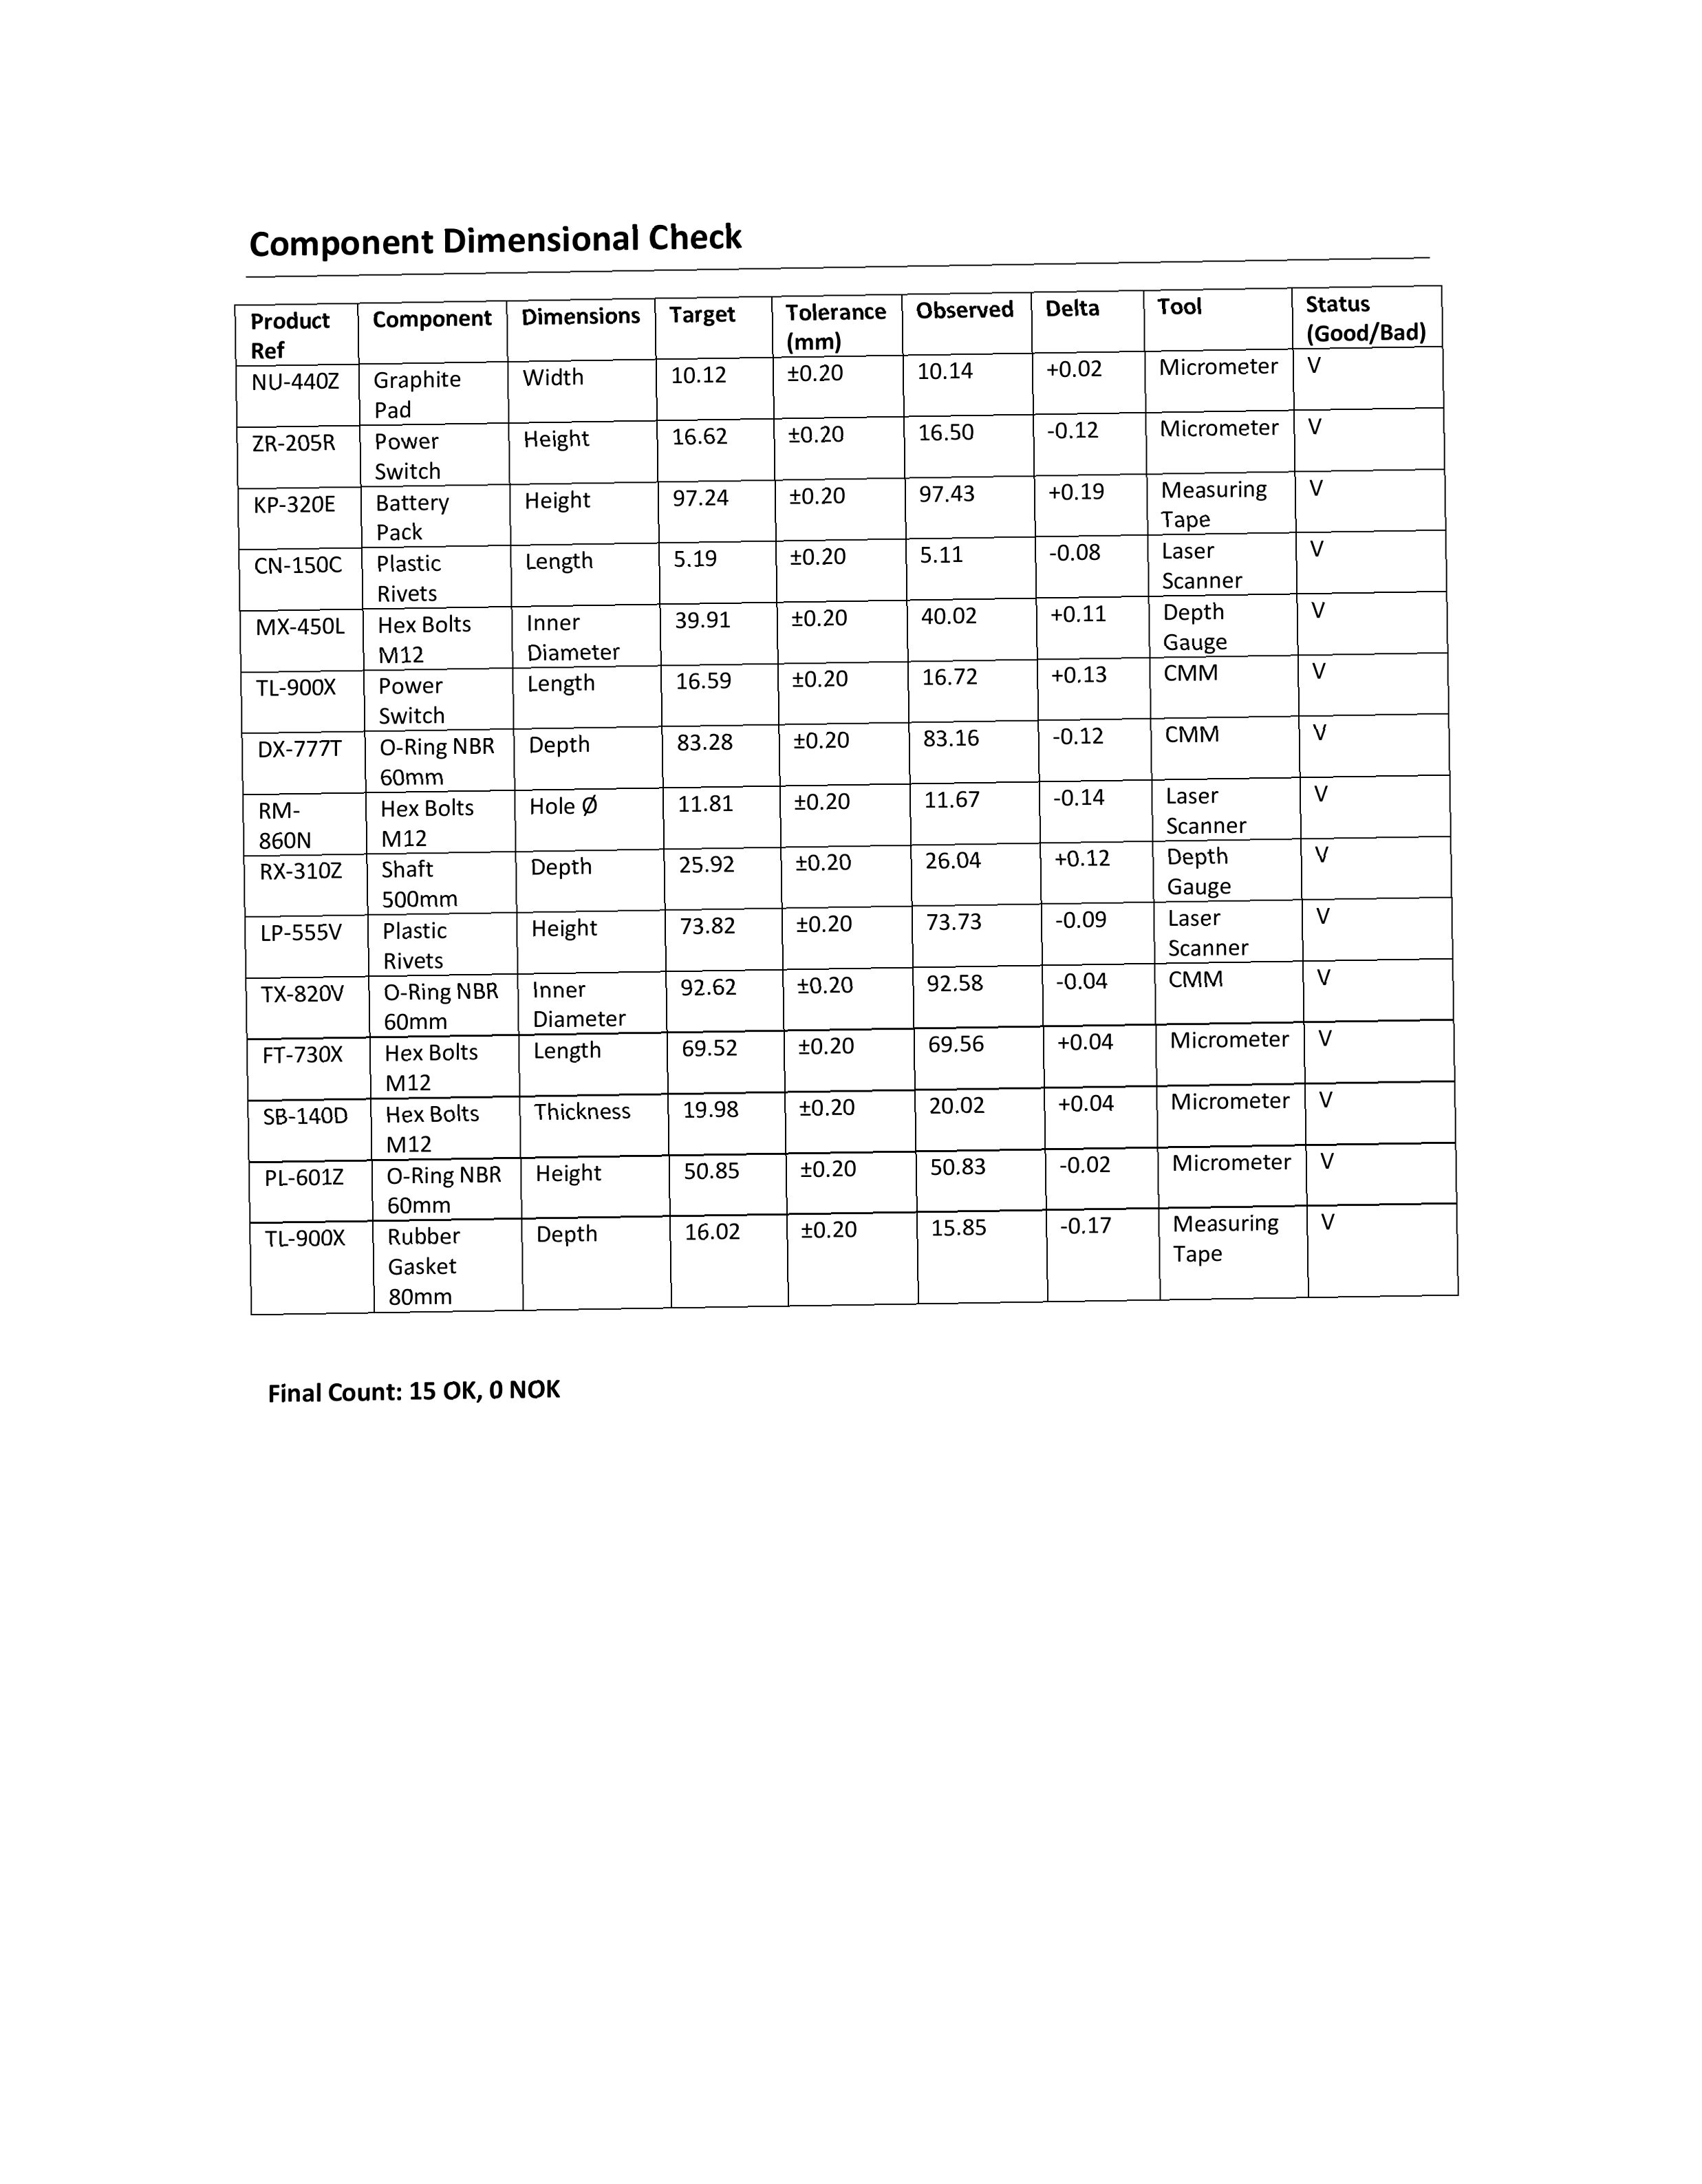 Component Dimensional Check
Product Ref Component Dimensions Target Tolerance (mm) Observed Delta Tool Status (Good/Bad)
NU-440Z Graphite Pad Width 10.12 ±0.20 10.14 +0.02 Micrometer V
ZR-205R Power Switch Height 16.62 ±0.20 16.50 -0.12 Micrometer V
KP-320E Battery Pack Height 97.24 ±0.20 97.43 +0.19 Measuring Tape V
CN-150C Plastic Rivets Length 5.19 ±0.20 5.11 -0.08 Laser Scanner V
MX-450L Hex Bolts M12 Inner Diameter 39.91 ±0.20 40.02 +0.11 Depth Gauge V
TL-900X Power Switch Length 16.59 ±0.20 16.72 +0.13 CMM V
DX-777T O-Ring NBR 60mm Depth 83.28 ±0.20 83.16 -0.12 CMM V
RM-860N Hex Bolts M12 Hole Ø 11.81 ±0.20 11.67 -0.14 Laser Scanner V
RX-310Z Shaft 500mm Depth 25.92 ±0.20 26.04 +0.12 Depth Gauge V
LP-555V Plastic Rivets Height 73.82 ±0.20 73.73 -0.09 Laser Scanner V
TX-820V O-Ring NBR 60mm Inner Diameter 92.62 ±0.20 92.58 -0.04 CMM V
FT-730X Hex Bolts M12 Length 69.52 ±0.20 69.56 +0.04 Micrometer V
SB-140D Hex Bolts M12 Thickness 19.98 ±0.20 20.02 +0.04 Micrometer V
PL-601Z O-Ring NBR 60mm Height 50.85 ±0.20 50.83 -0.02 Micrometer V
TL-900X Rubber Gasket 80mm Depth 16.02 ±0.20 15.85 -0.17 Measuring Tape V
Final Count: 15 OK, 0 NOK